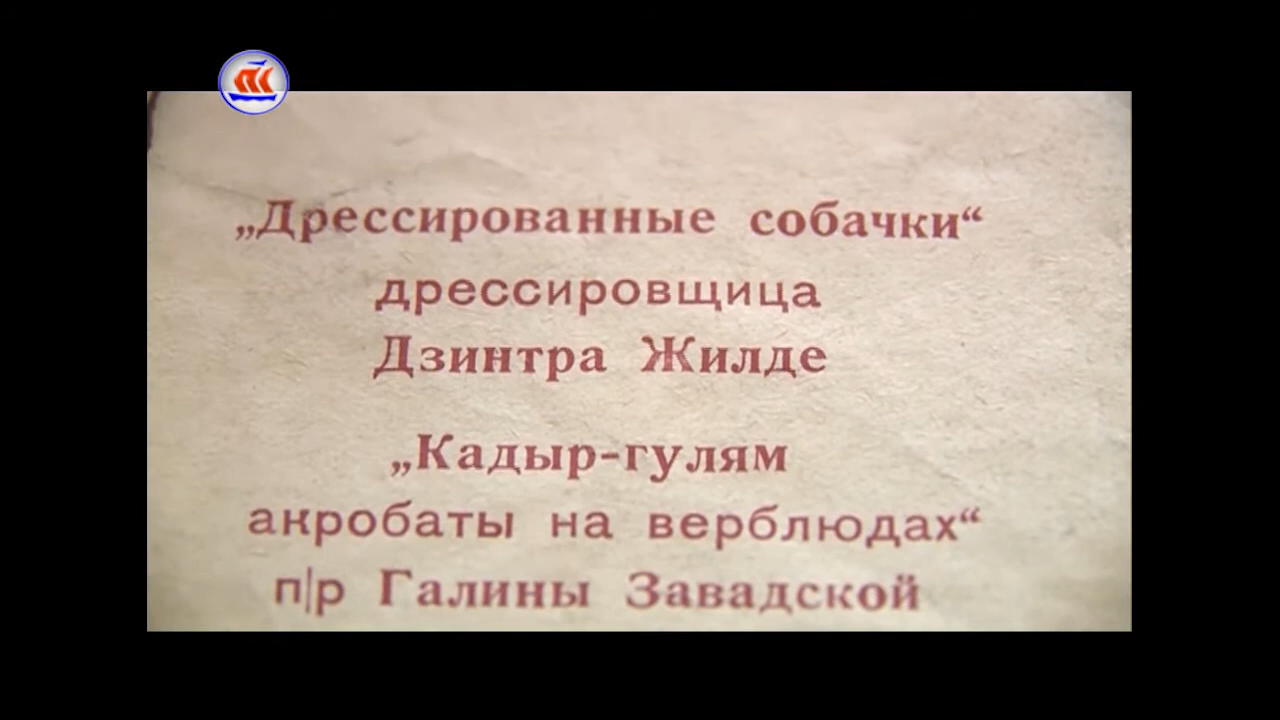 „Дрессированные собачки“
дрессировщица
Дзинтра Жилде
„Кадыр-гулям
акробаты на верблюдах“
п/р Галины Завадской